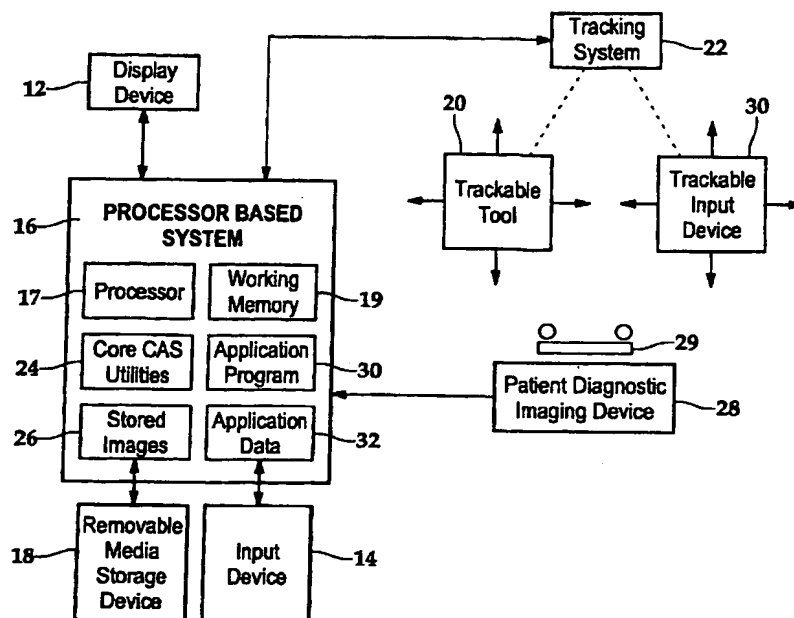 Tracking
System
22
12
Display
Device
20
30
Trackable
Tool
Trackable
Input
Device
16
PROCESSOR BASED
SYSTEM
17
Processor
Working
Memory
19
24
Core CAS
Utilities
Application
Program
30
29
Patient Diagnostic
Imaging Device
28
26
Stored
Images
Application
Data
32
18
Removable
Media
Storage
Device
Input
Device
14